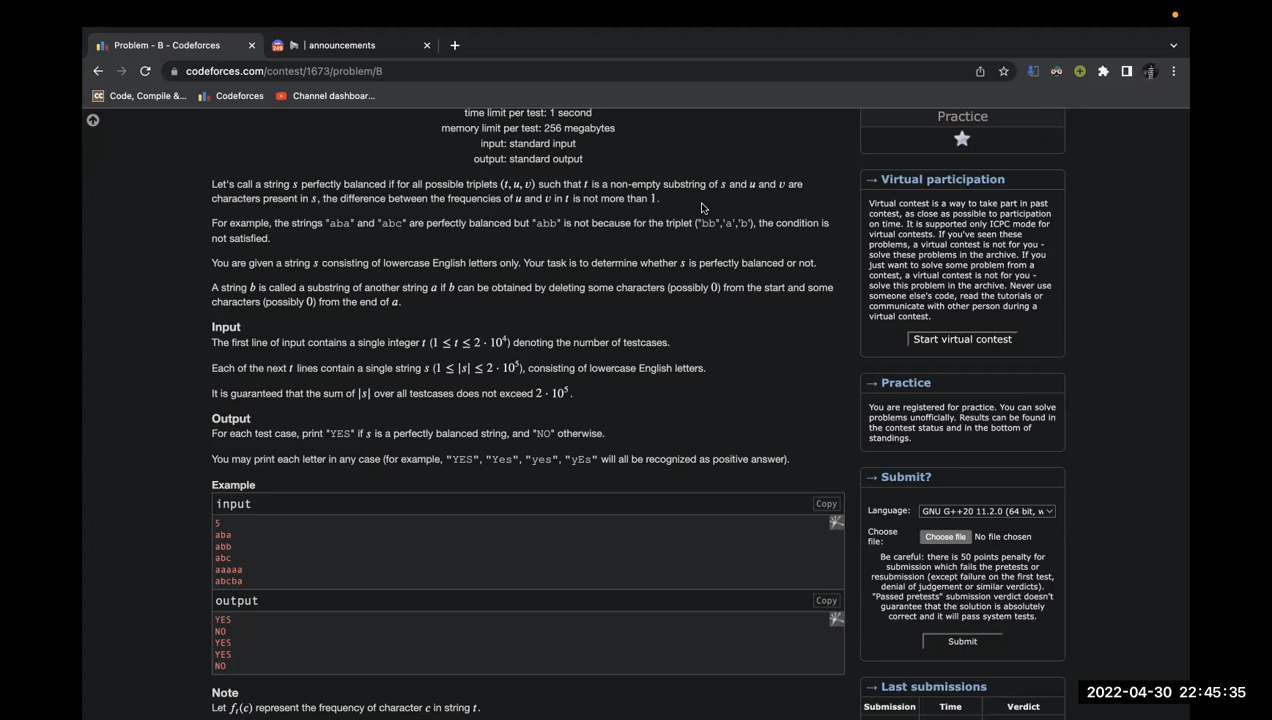 Problem - B - Codeforces
249
| announcements
codeforces.com/contest/1673/problem/B
CC Code, Compile &...
Codeforces
Channel dashboar...
time limit per test: 1 second
memory limit per test: 256 megabytes
input: standard input
output: standard output
Let's call a string s perfectly balanced if for all possible triplets (t, u, v) such that t is a non-empty substring of s and u and v are
characters present in s, the difference between the frequencies of u and v in t is not more than 1.
For example, the strings "aba" and "abc" are perfectly balanced but "abb" is not because for the triplet ("bb",'a','b'), the condition is
not satisfied.
You are given a string s consisting of lowercase English letters only. Your task is to determine whether s is perfectly balanced or not.
A string b is called a substring of another string a if b can be obtained by deleting some characters (possibly 0) from the start and some
characters (possibly 0) from the end of a.
Input
The first line of input contains a single integer t (1 ≤ t ≤ 2 · 10⁴) denoting the number of testcases.
Each of the next t lines contain a single string s (1 ≤ |s| ≤ 2 · 10⁵), consisting of lowercase English letters.
It is guaranteed that the sum of |s| over all testcases does not exceed 2 · 10⁵.
Output
For each test case, print "YES" if s is a perfectly balanced string, and "NO" otherwise.
You may print each letter in any case (for example, "YES", "Yes", "yes", "yEs" will all be recognized as positive answer).
Example
input
Copy
5
aba
abb
abc
aaaaa
abcba
output
Copy
YES
NO
YES
YES
NO
Note
Let fₜ(c) represent the frequency of character c in string t.
Practice
→ Virtual participation
Virtual contest is a way to take part in past
contest, as close as possible to participation
on time. It is supported only ICPC mode for
virtual contests. If you've seen these
problems, a virtual contest is not for you -
solve these problems in the archive. If you
just want to solve some problem from a
contest, a virtual contest is not for you -
solve this problem in the archive. Never use
someone else's code, read the tutorials or
communicate with other person during a
virtual contest.
Start virtual contest
→ Practice
You are registered for practice. You can solve
problems unofficially. Results can be found in
the contest status and in the bottom of
standings.
→ Submit?
Language: GNU G++20 11.2.0 (64 bit, w
Choose
file:
Choose file No file chosen
Be careful: there is 50 points penalty for
submission which fails the pretests or
resubmission (except failure on the first test,
denial of judgement or similar verdicts).
"Passed pretests" submission verdict doesn't
guarantee that the solution is absolutely
correct and it will pass system tests.
Submit
→ Last submissions
Submission Time Verdict
2022-04-30 22:45:35